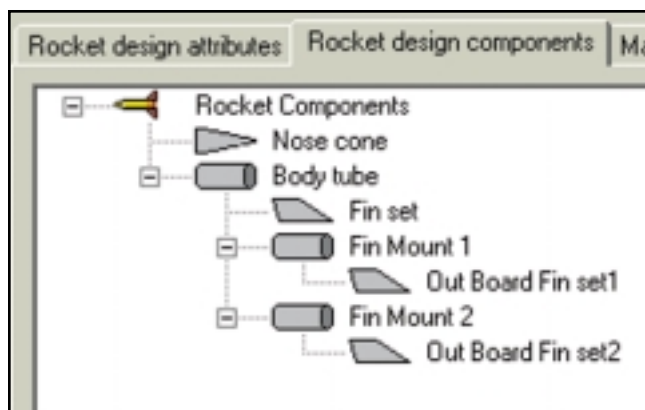 Rocket design attributes Rocket design components Ma
Rocket Components
Nose cone
Body tube
Fin set
Fin Mount 1
Out Board Fin set1
Fin Mount 2
Out Board Fin set2